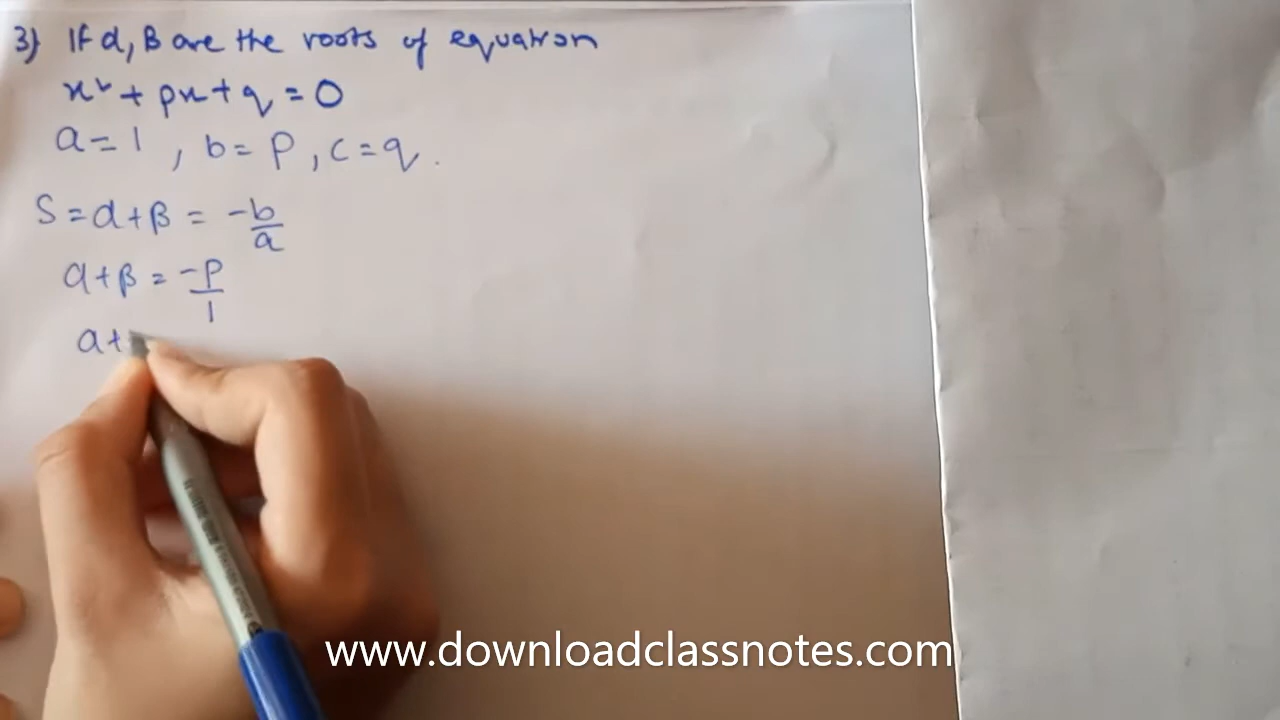 3) If α, β are the roots of equation
x² + px + q = 0
a = 1 , b = p , c = q .
S = α + β = -b/a
α + β = -p/1
α +
www.downloadclassnotes.com